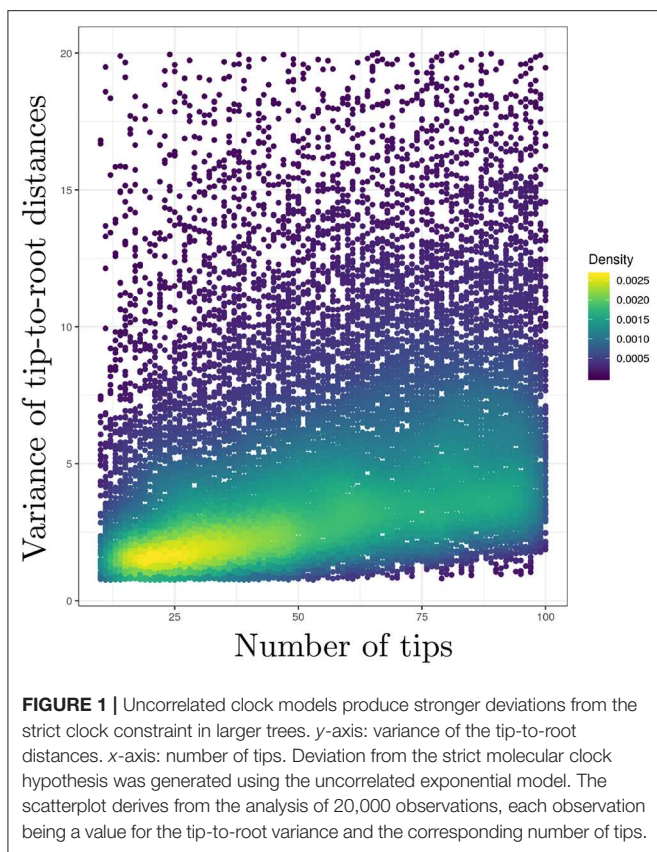 20
15
10
5
0
Variance of tip-to-root distances
25
50
75
100
Number of tips
Density
0.0025
0.0020
0.0015
0.0010
0.0005
FIGURE 1 | Uncorrelated clock models produce stronger deviations from the
strict clock constraint in larger trees. y-axis: variance of the tip-to-root
distances. x-axis: number of tips. Deviation from the strict molecular clock
hypothesis was generated using the uncorrelated exponential model. The
scatterplot derives from the analysis of 20,000 observations, each observation
being a value for the tip-to-root variance and the corresponding number of tips.